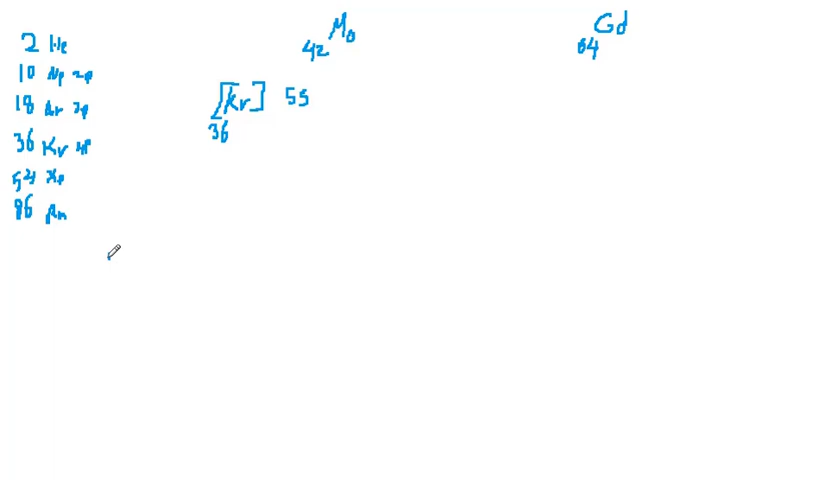 2 He
10 Ne 2p
18 Ar 3p
36 Kr 4p
54 Xe
86 Rn
42 Mo
[Kr] 5s
36
64 Gd